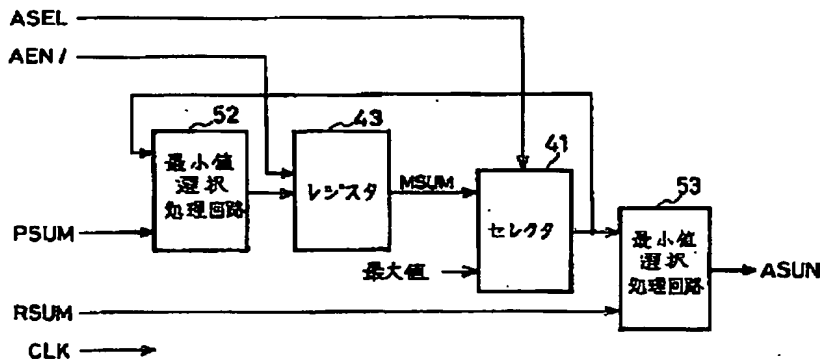 ASEL
AEN/
52
最小値
選択
処理回路
43
レジスタ
MSUM
41
セレクタ
最大値
53
最小値
選択
処理回路
PSUM
RSUM
CLK
ASUN